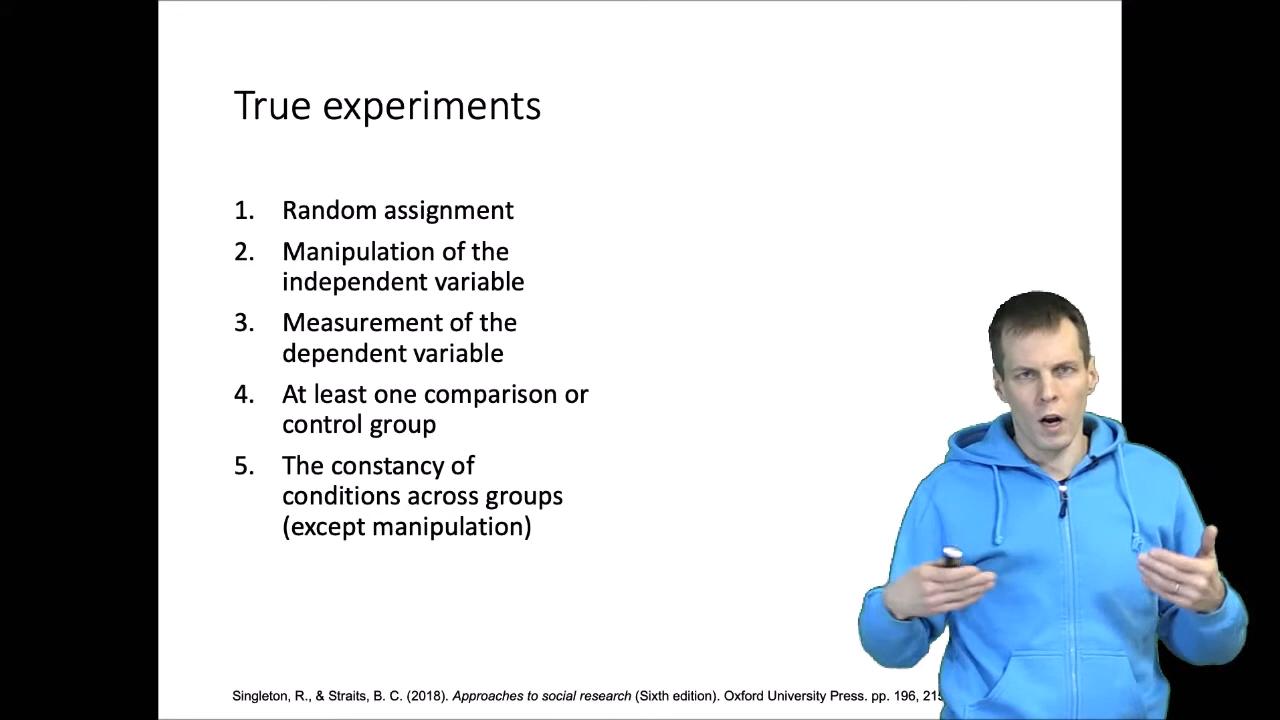 True experiments
1. Random assignment
2. Manipulation of the
independent variable
3. Measurement of the
dependent variable
4. At least one comparison or
control group
5. The constancy of
conditions across groups
(except manipulation)
Singleton, R., & Straits, B. C. (2018). Approaches to social research (Sixth edition). Oxford University Press. pp. 196,